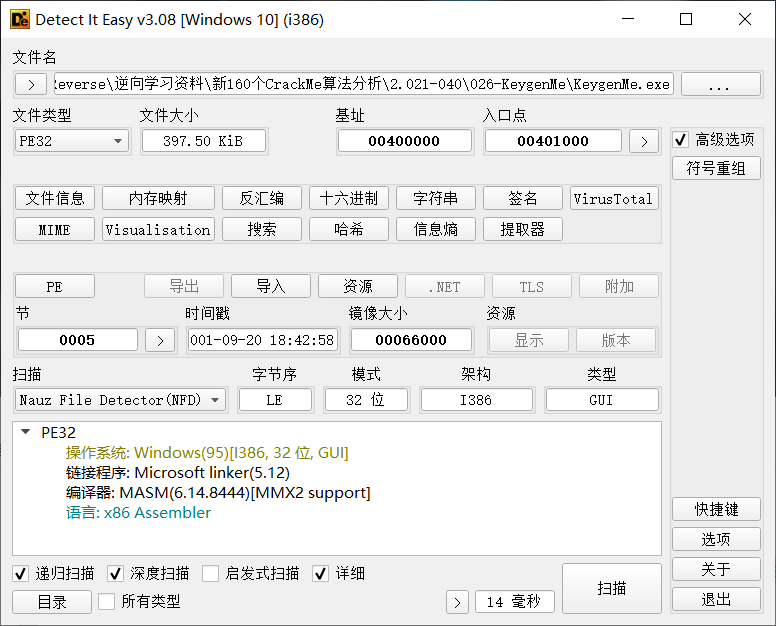 Detect It Easy v3.08 [Windows 10] (i386)
文件名
> \逆向学习资料\新160个CrackMe算法分析\2.021-040\026-KeygenMe\KeygenMe.exe ...
文件类型 文件大小 基址 入口点
PE32 397.50 KiB 00400000 00401000 > 高级选项
符号重组
文件信息 内存映射 反汇编 十六进制 字符串 签名 VirusTotal
MIME Visualisation 搜索 哈希 信息熵 提取器
PE 导出 导入 资源 .NET TLS 附加
节 时间戳 镜像大小 资源
0005 > 001-09-20 18:42:58 00066000 显示 版本
扫描 字节序 模式 架构 类型
Nauz File Detector(NFD) LE 32 位 I386 GUI
PE32
操作系统: Windows(95)[I386, 32 位, GUI]
链接程序: Microsoft linker(5.12)
编译器: MASM(6.14.8444)[MMX2 support]
语言: x86 Assembler
快捷键
选项
关于
退出
递归扫描 深度扫描 启发式扫描 详细
目录 所有类型 > 14 毫秒 扫描